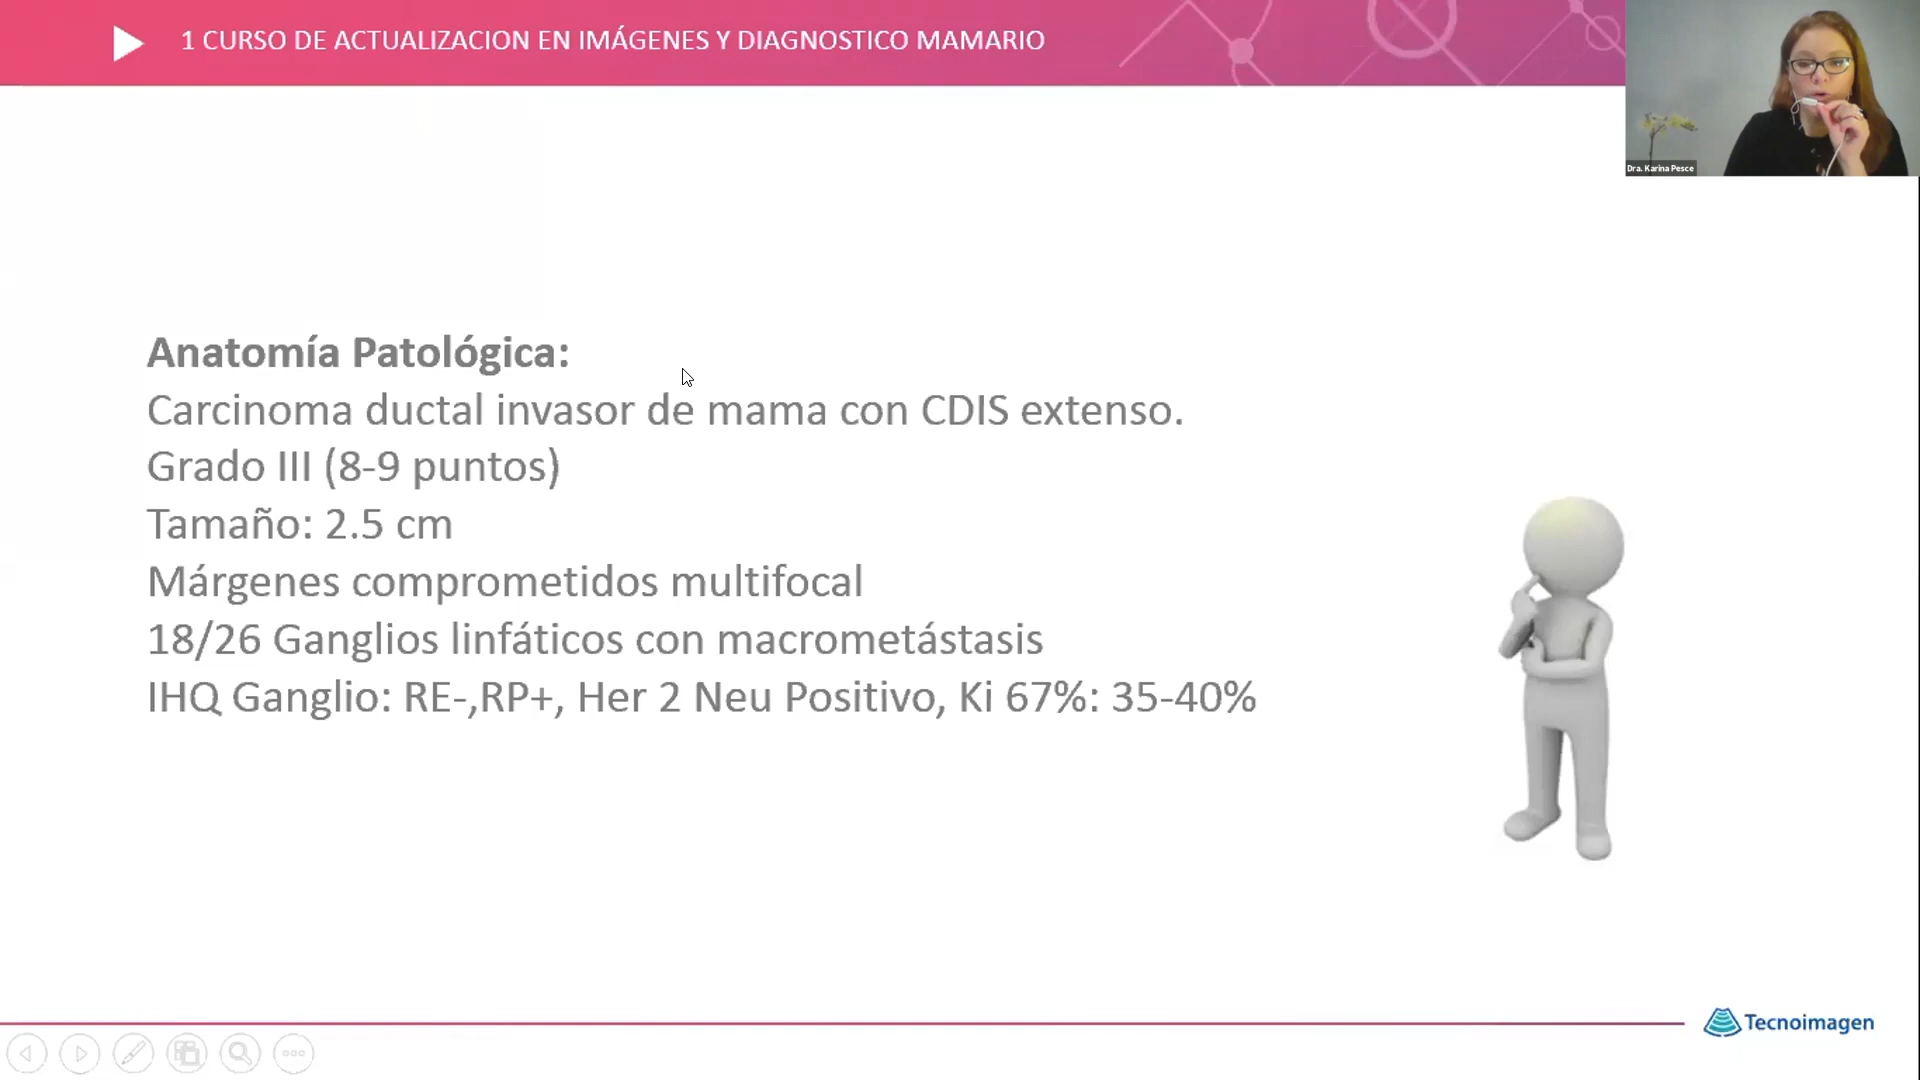 1 CURSO DE ACTUALIZACION EN IMÁGENES Y DIAGNOSTICO MAMARIO
Dra. Karina Pesce
Anatomía Patológica:
Carcinoma ductal invasor de mama con CDIS extenso.
Grado III (8-9 puntos)
Tamaño: 2.5 cm
Márgenes comprometidos multifocal
18/26 Ganglios linfáticos con macrometástasis
IHQ Ganglio: RE-,RP+, Her 2 Neu Positivo, Ki 67%: 35-40%
Tecnoimagen